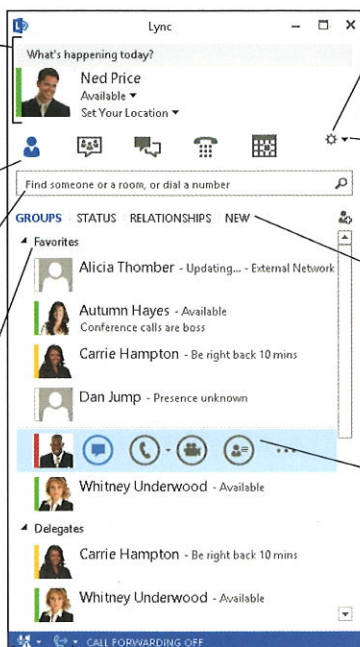 Lync
What's happening today?
Ned Price
Available
Set Your Location
Find someone or a room, or dial a number
GROUPS STATUS RELATIONSHIPS NEW
Favorites
Alicia Thomber - Updating... - External Network
Autumn Hayes - Available
Conference calls are boss
Carrie Hampton - Be right back 10 mins
Dan Jump - Presence unknown
Whitney Underwood - Available
Delegates
Carrie Hampton - Be right back 10 mins
Whitney Underwood - Available
CALL FORWARDING OFF